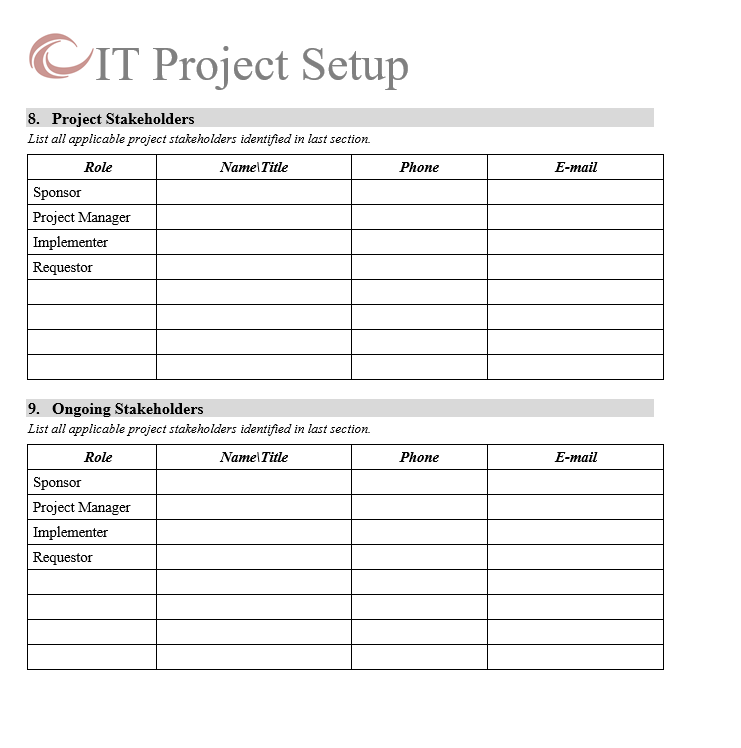 IT Project Setup
8. Project Stakeholders
List all applicable project stakeholders identified in last section.
Role Name\Title Phone E-mail
Sponsor
Project Manager
Implementer
Requestor
9. Ongoing Stakeholders
List all applicable project stakeholders identified in last section.
Role Name\Title Phone E-mail
Sponsor
Project Manager
Implementer
Requestor